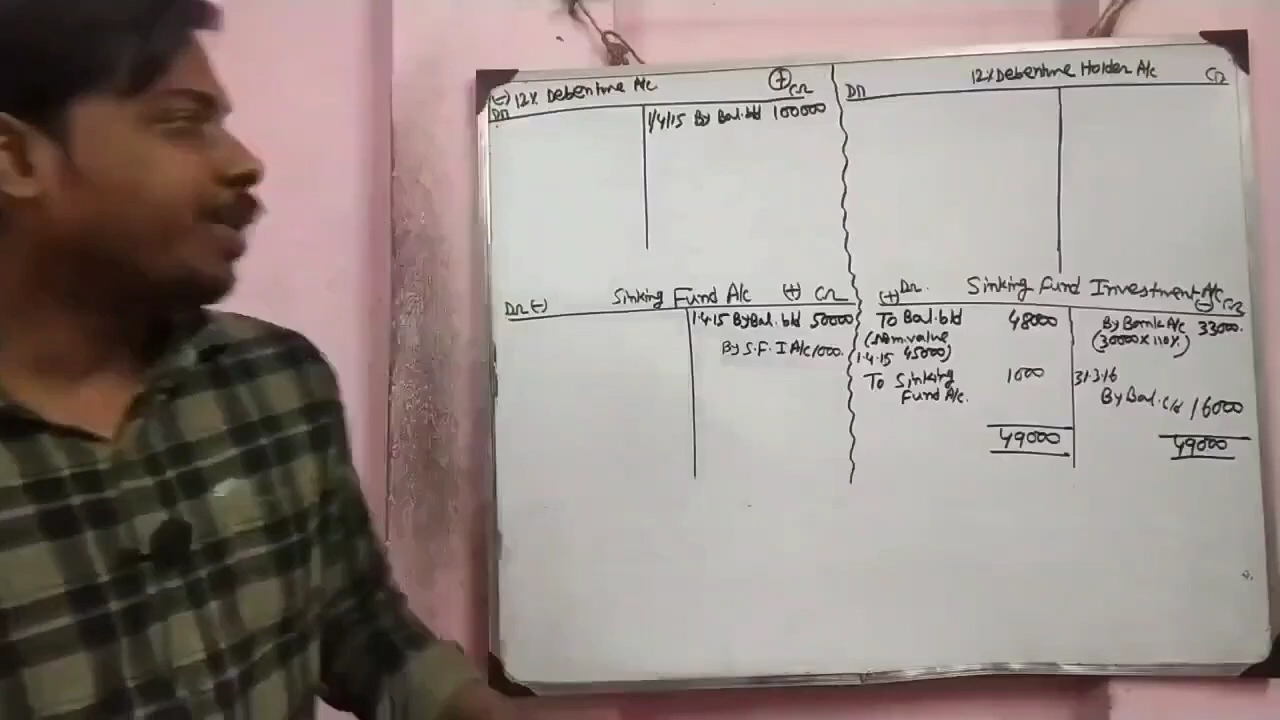 (-) 12% Debenture A/c (+)
Dr Cr
1/4/15 By Bal. b/d 100000
12% Debenture Holder A/c Cr
Dr
Dr (-) Sinking Fund A/c (+) Cr
1.4.15 By Bal. b/d 50000
By S.F. I A/c 1000.
(+) Dr. Sinking Fund Investment A/c (-) Cr
To Bal. b/d 48000
(Nom. value
1.4.15 45000)
To Sinking 1000
Fund A/c.
49000
By Bank A/c 33000.
(30000 x 110%)
31.3.16
By Bal. c/d 16000
49000